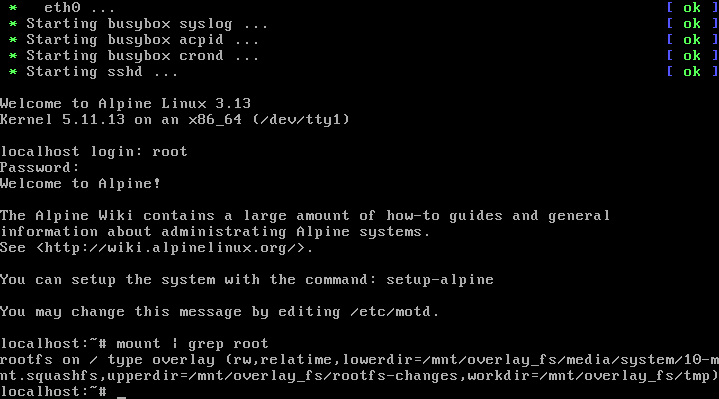 *   eth0 ... [ ok ]
 * Starting busybox syslog ... [ ok ]
 * Starting busybox acpid ... [ ok ]
 * Starting busybox crond ... [ ok ]
 * Starting sshd ... [ ok ]
Welcome to Alpine Linux 3.13
Kernel 5.11.13 on an x86_64 (/dev/tty1)
localhost login: root
Password:
Welcome to Alpine!
The Alpine Wiki contains a large amount of how-to guides and general
information about administrating Alpine systems.
See <http://wiki.alpinelinux.org/>.
You can setup the system with the command: setup-alpine
You may change this message by editing /etc/motd.
localhost:~# mount | grep root
rootfs on / type overlay (rw,relatime,lowerdir=/mnt/overlay_fs/media/system/10-m
nt.squashfs,upperdir=/mnt/overlay_fs/rootfs-changes,workdir=/mnt/overlay_fs/tmp)
localhost:~# _